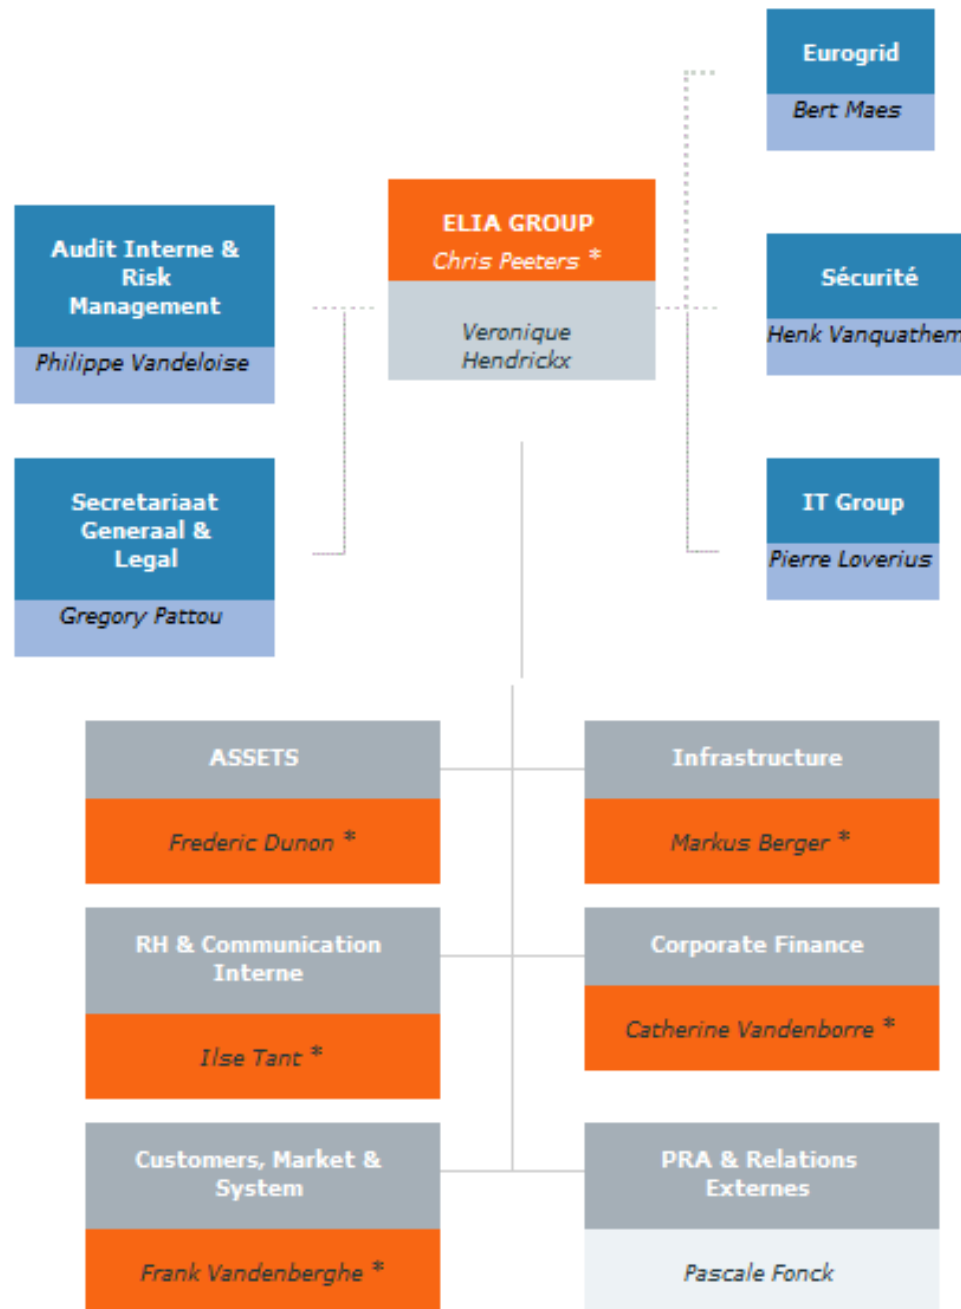 Eurogrid
Bert Maes
ELIA GROUP
Chris Peeters *
Veronique
Hendrickx
Audit Interne &
Risk
Management
Philippe Vandeloise
Sécurité
Henk Vanquathem
Secretariaat
Generaal &
Legal
Gregory Pattou
IT Group
Pierre Loverius
ASSETS
Frederic Dunon *
Infrastructure
Markus Berger *
RH & Communication
Interne
Ilse Tant *
Corporate Finance
Catherine Vandenborre *
Customers, Market &
System
Frank Vandenberghe *
PRA & Relations
Externes
Pascale Fonck